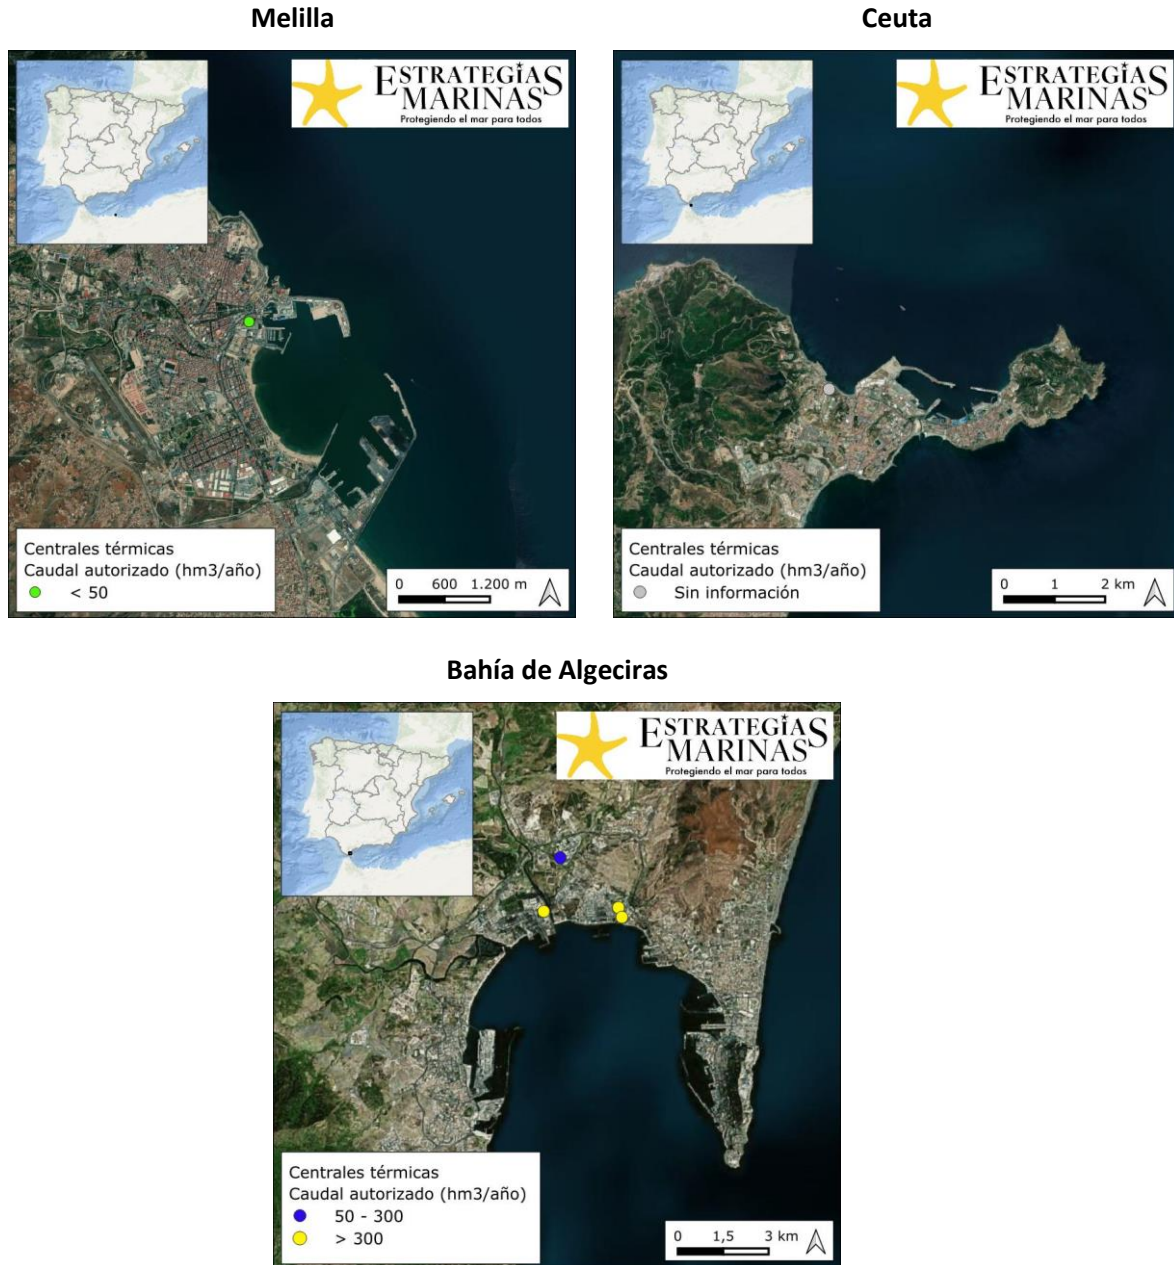 Melilla
ESTRATEGIAS
MARINAS
Protegiendo el mar para todos
Centrales térmicas
Caudal autorizado (hm3/año)
< 50
0 600 1.200 m
Ceuta
ESTRATEGIAS
MARINAS
Protegiendo el mar para todos
Centrales térmicas
Caudal autorizado (hm3/año)
Sin información
0 1 2 km
Bahía de Algeciras
ESTRATEGIAS
MARINAS
Protegiendo el mar para todos
Centrales térmicas
Caudal autorizado (hm3/año)
50 - 300
> 300
0 1,5 3 km